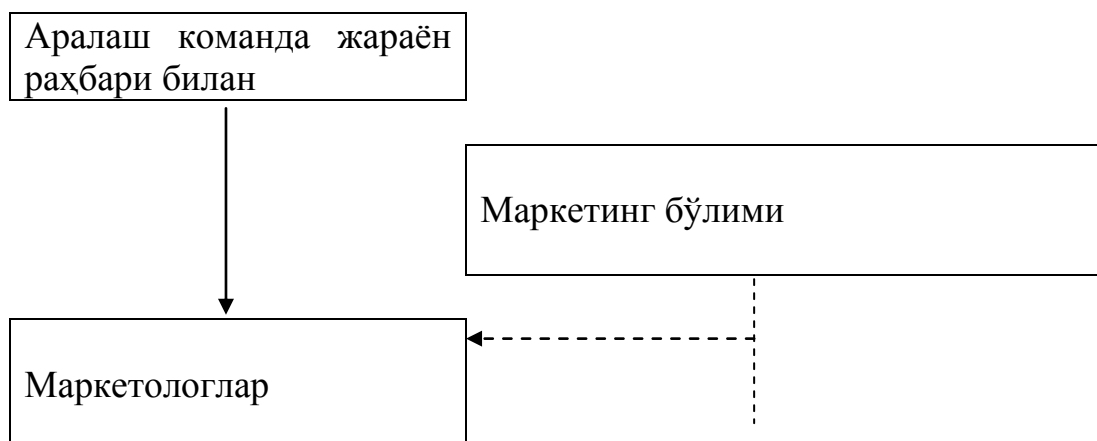 Аралаш команда жараён
раҳбари билан
Маркетинг бўлими
Маркетологлар